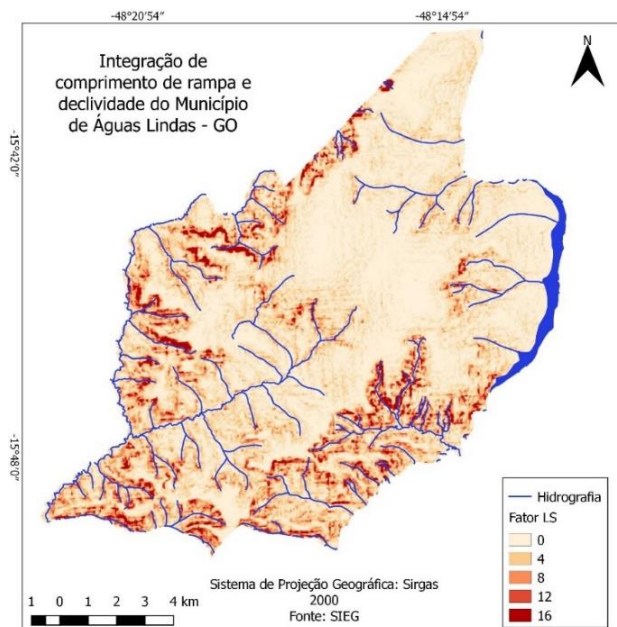 -48°20'54"
-48°14'54"
Integração de
comprimento de rampa e
declividade do Município
de Águas Lindas - GO
N
-15°42'0"
-15°48'0"
Hidrografia
Fator LS
0
4
8
12
16
1 0 1 2 3 4 km
Sistema de Projeção Geográfica: Sirgas
2000
Fonte: SIEG